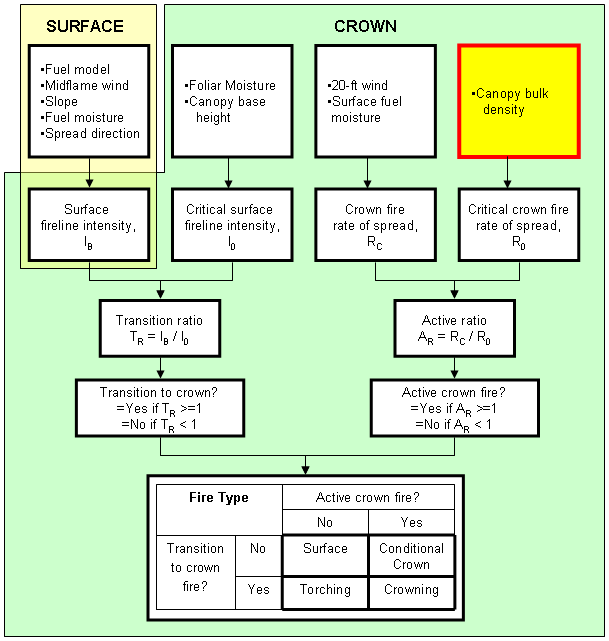 SURFACE
CROWN
•Fuel model
•Midflame wind
•Slope
•Fuel moisture
•Spread direction
•Foliar Moisture
•Canopy base
height
•20-ft wind
•Surface fuel
moisture
•Canopy bulk
density
Surface
fireline intensity,
I_B
Critical surface
fireline intensity,
I_0
Crown fire
rate of spread,
R_C
Critical crown fire
rate of spread,
R_0
Transition ratio
T_R = I_B / I_0
Active ratio
A_R = R_C / R_0
Transition to crown?
=Yes if T_R >=1
=No if T_R < 1
Active crown fire?
=Yes if A_R >=1
=No if A_R < 1
Fire Type
Active crown fire?
No
Yes
Transition
to crown
fire?
No
Surface
Conditional
Crown
Yes
Torching
Crowning